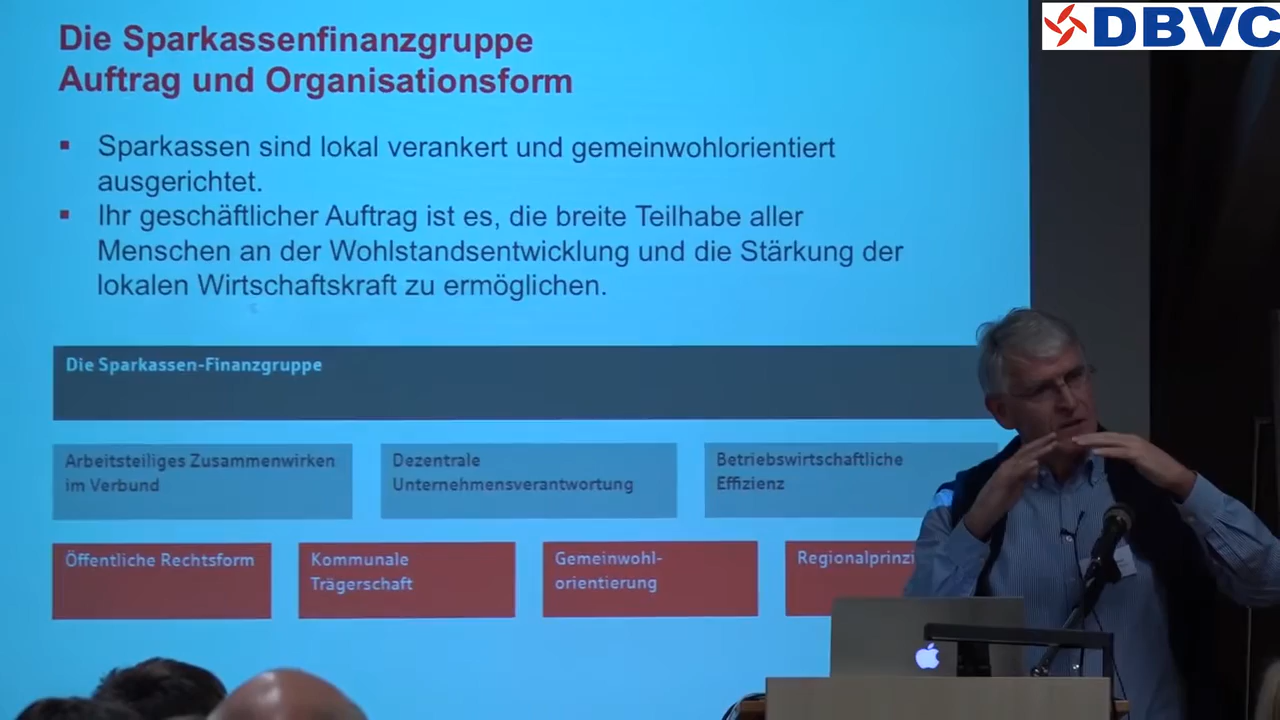 DBVC
Die Sparkassenfinanzgruppe
Auftrag und Organisationsform
▪ Sparkassen sind lokal verankert und gemeinwohlorientiert
ausgerichtet.
▪ Ihr geschäftlicher Auftrag ist es, die breite Teilhabe aller
Menschen an der Wohlstandsentwicklung und die Stärkung der
lokalen Wirtschaftskraft zu ermöglichen.
Die Sparkassen-Finanzgruppe
Arbeitsteiliges Zusammenwirken
im Verbund
Dezentrale
Unternehmensverantwortung
Betriebswirtschaftliche
Effizienz
Öffentliche Rechtsform
Kommunale
Trägerschaft
Gemeinwohl-
orientierung
Regionalprinzi